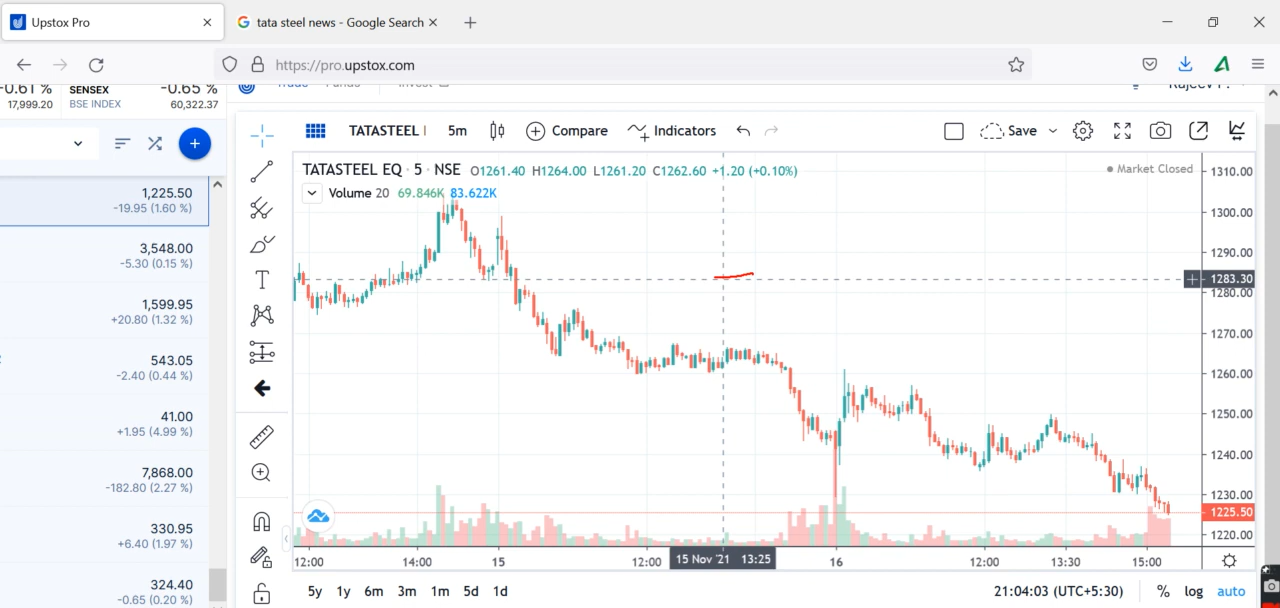 Upstox Pro
tata steel news - Google Search
https://pro.upstox.com
-0.61 % SENSEX -0.65 %
17,999.20 BSE INDEX 60,322.37
Trade Funds Invest
TATASTEEL 5m Compare Indicators Save
TATASTEEL EQ · 5 · NSE O1261.40 H1264.00 L1261.20 C1262.60 +1.20 (+0.10%) Market Closed
Volume 20 69.846K 83.622K
1,225.50
-19.95 (1.60 %)
3,548.00
-5.30 (0.15 %)
1,599.95
+20.80 (1.32 %)
543.05
-2.40 (0.44 %)
41.00
+1.95 (4.99 %)
7,868.00
-182.80 (2.27 %)
330.95
+6.40 (1.97 %)
324.40
-0.65 (0.20 %)
1310.00
1300.00
1290.00
1283.30
1280.00
1270.00
1260.00
1250.00
1240.00
1230.00
1225.50
1220.00
12:00 14:00 15 12:00 15 Nov '21 13:25 16 12:00 13:30 15:00
5y 1y 6m 3m 1m 5d 1d 21:04:03 (UTC+5:30) % log auto